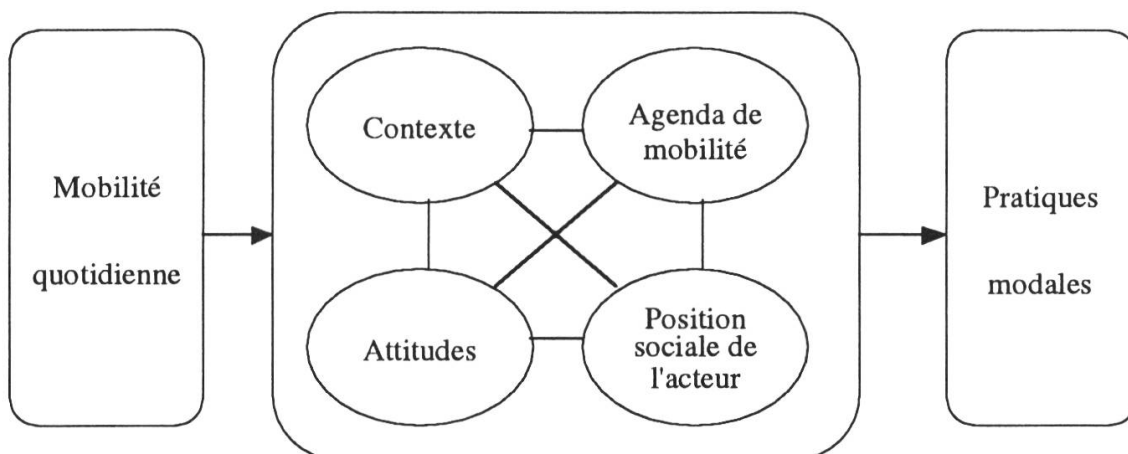 Mobilité
quotidienne
Contexte
Agenda de
mobilité
Attitudes
Position
sociale de
l'acteur
Pratiques
modales